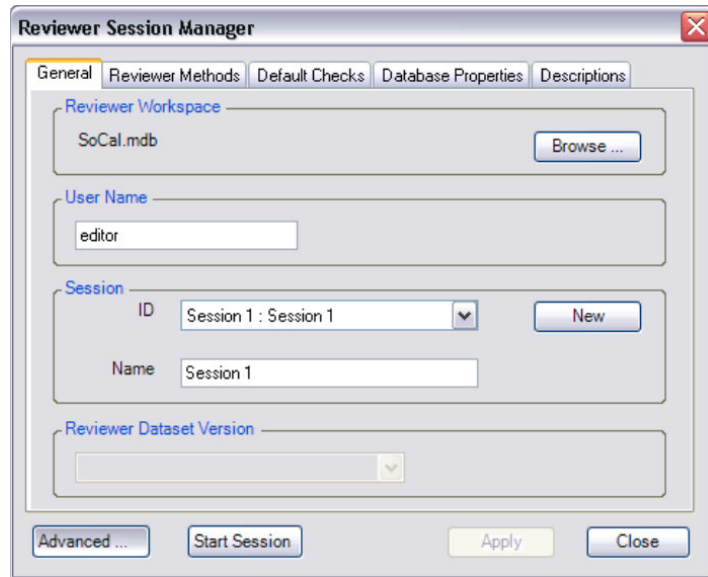 Reviewer Session Manager
General Reviewer Methods Default Checks Database Properties Descriptions
Reviewer Workspace
SoCal.mdb Browse ...
User Name
editor
Session
ID Session 1 : Session 1 New
Name Session 1
Reviewer Dataset Version
Advanced ... Start Session Apply Close